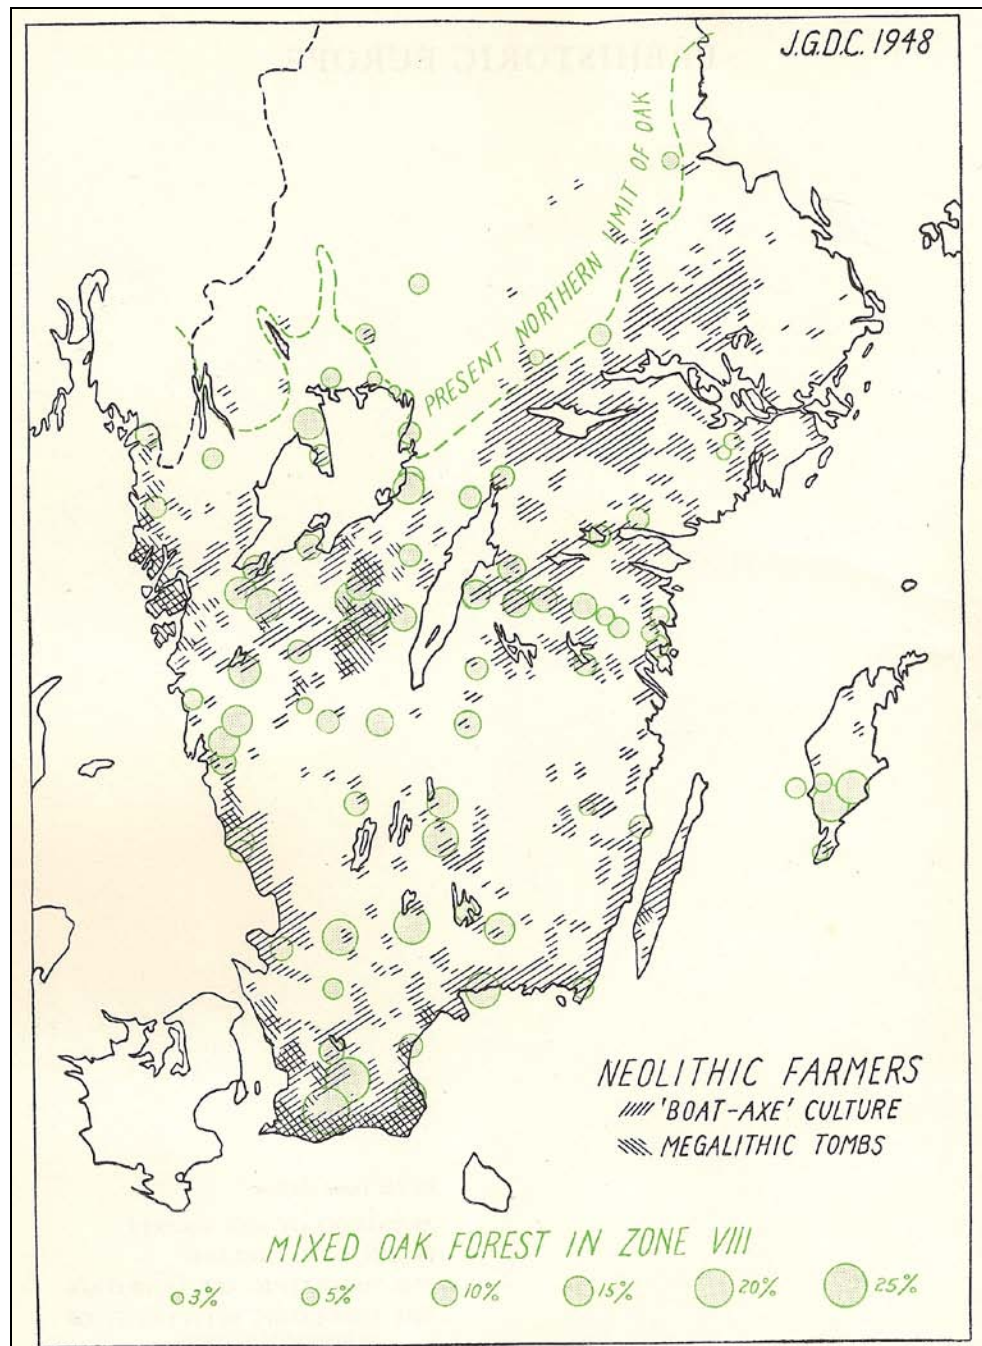 J.G.D.C. 1948
PRESENT NORTHERN LIMIT OF OAK
NEOLITHIC FARMERS
'BOAT-AXE' CULTURE
MEGALITHIC TOMBS
MIXED OAK FOREST IN ZONE VIII
3% 5% 10% 15% 20% 25%